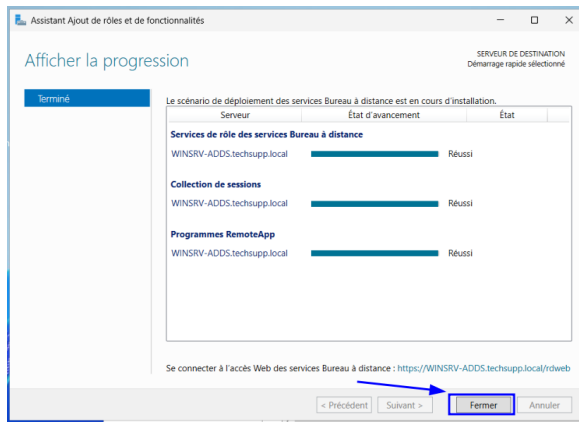 Assistant Ajout de rôles et de fonctionnalités
Afficher la progression
SERVEUR DE DESTINATION
Démarrage rapide sélectionné
Terminé
Le scénario de déploiement des services Bureau à distance est en cours d'installation.
Serveur État d'avancement État
Services de rôle des services Bureau à distance
WINSRV-ADDS.techsupp.local Réussi
Collection de sessions
WINSRV-ADDS.techsupp.local Réussi
Programmes RemoteApp
WINSRV-ADDS.techsupp.local Réussi
Se connecter à l'accès Web des services Bureau à distance : https://WINSRV-ADDS.techsupp.local/rdweb
< Précédent Suivant > Fermer Annuler